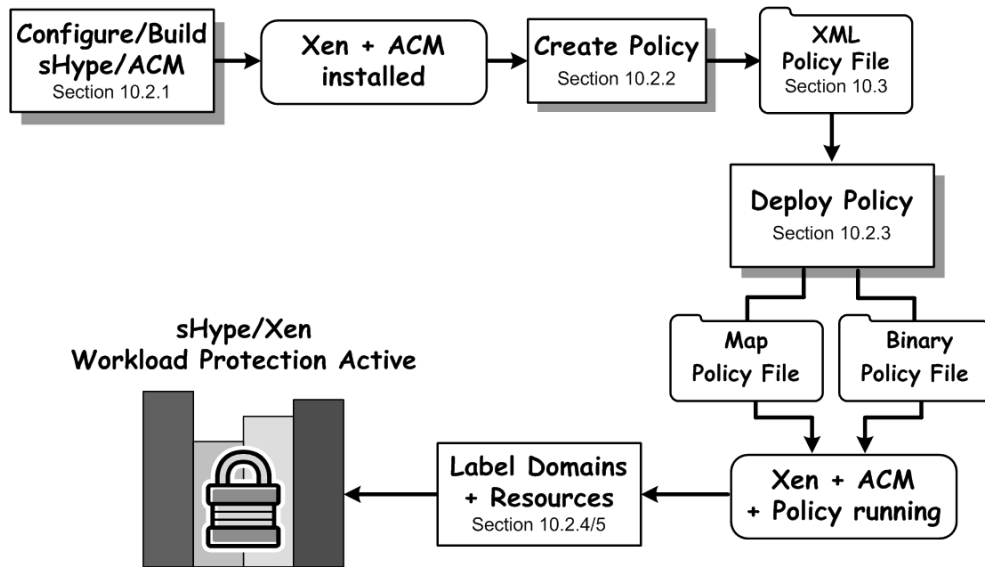 Configure/Build
sHype/ACM
Section 10.2.1
Xen + ACM
installed
Create Policy
Section 10.2.2
XML
Policy File
Section 10.3
Deploy Policy
Section 10.2.3
Map
Policy File
Binary
Policy File
Xen + ACM
+ Policy running
Label Domains
+ Resources
Section 10.2.4/5
sHype/Xen
Workload Protection Active